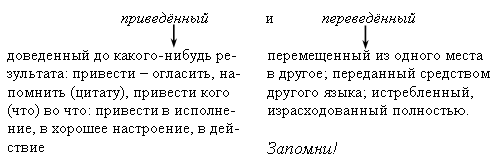 приведённый и переведённый
доведенный до какого-нибудь ре-
зультата: привести – огласить, на-
помнить (цитату), привести кого
(что) во что: привести в исполне-
ние, в хорошее настроение, в дей-
ствие
перемещенный из одного места
в другое; переданный средством
другого языка; истребленный,
израсходованный полностью.
Запомни!